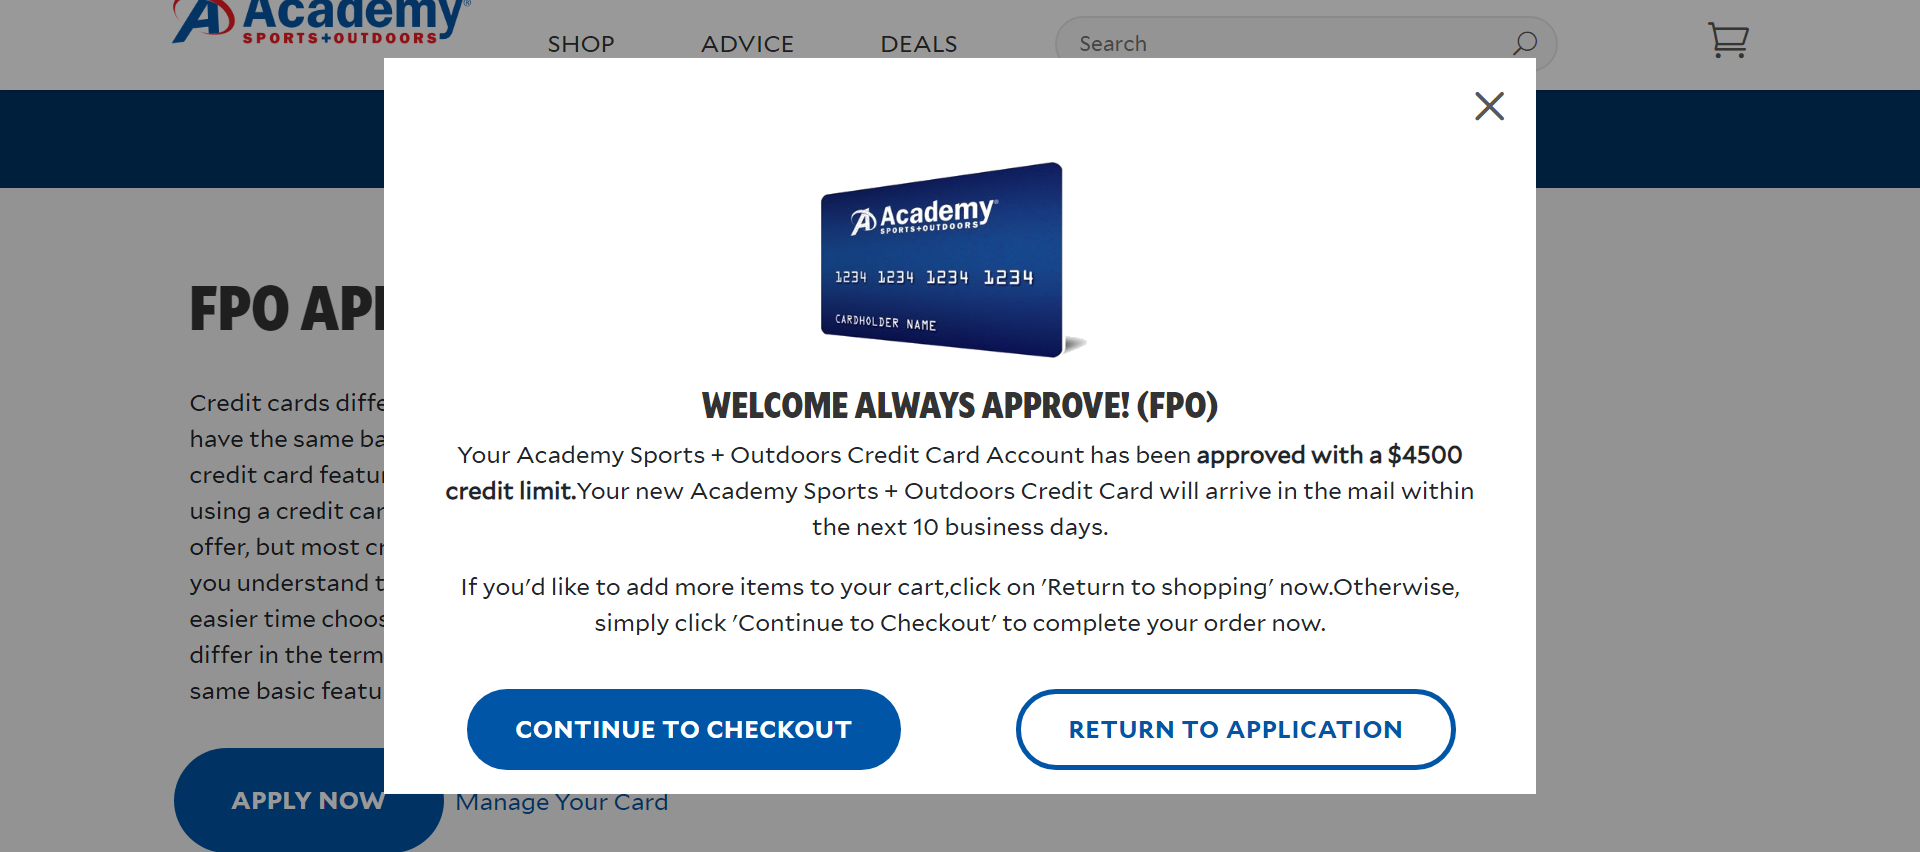 Academy®
SPORTS+OUTDOORS
SHOP
ADVICE
DEALS
Search
FPO AP
Credit cards diffe
have the same ba
credit card featu
using a credit car
offer, but most c
you understand t
easier time choos
differ in the term
same basic featu
APPLY NOW
Manage Your Card
Academy®
SPORTS+OUTDOORS
1234 1234 1234 1234
CARDHOLDER NAME
WELCOME ALWAYS APPROVE! (FPO)
Your Academy Sports + Outdoors Credit Card Account has been approved with a $4500
credit limit.Your new Academy Sports + Outdoors Credit Card will arrive in the mail within
the next 10 business days.
If you'd like to add more items to your cart,click on 'Return to shopping' now.Otherwise,
simply click 'Continue to Checkout' to complete your order now.
CONTINUE TO CHECKOUT
RETURN TO APPLICATION